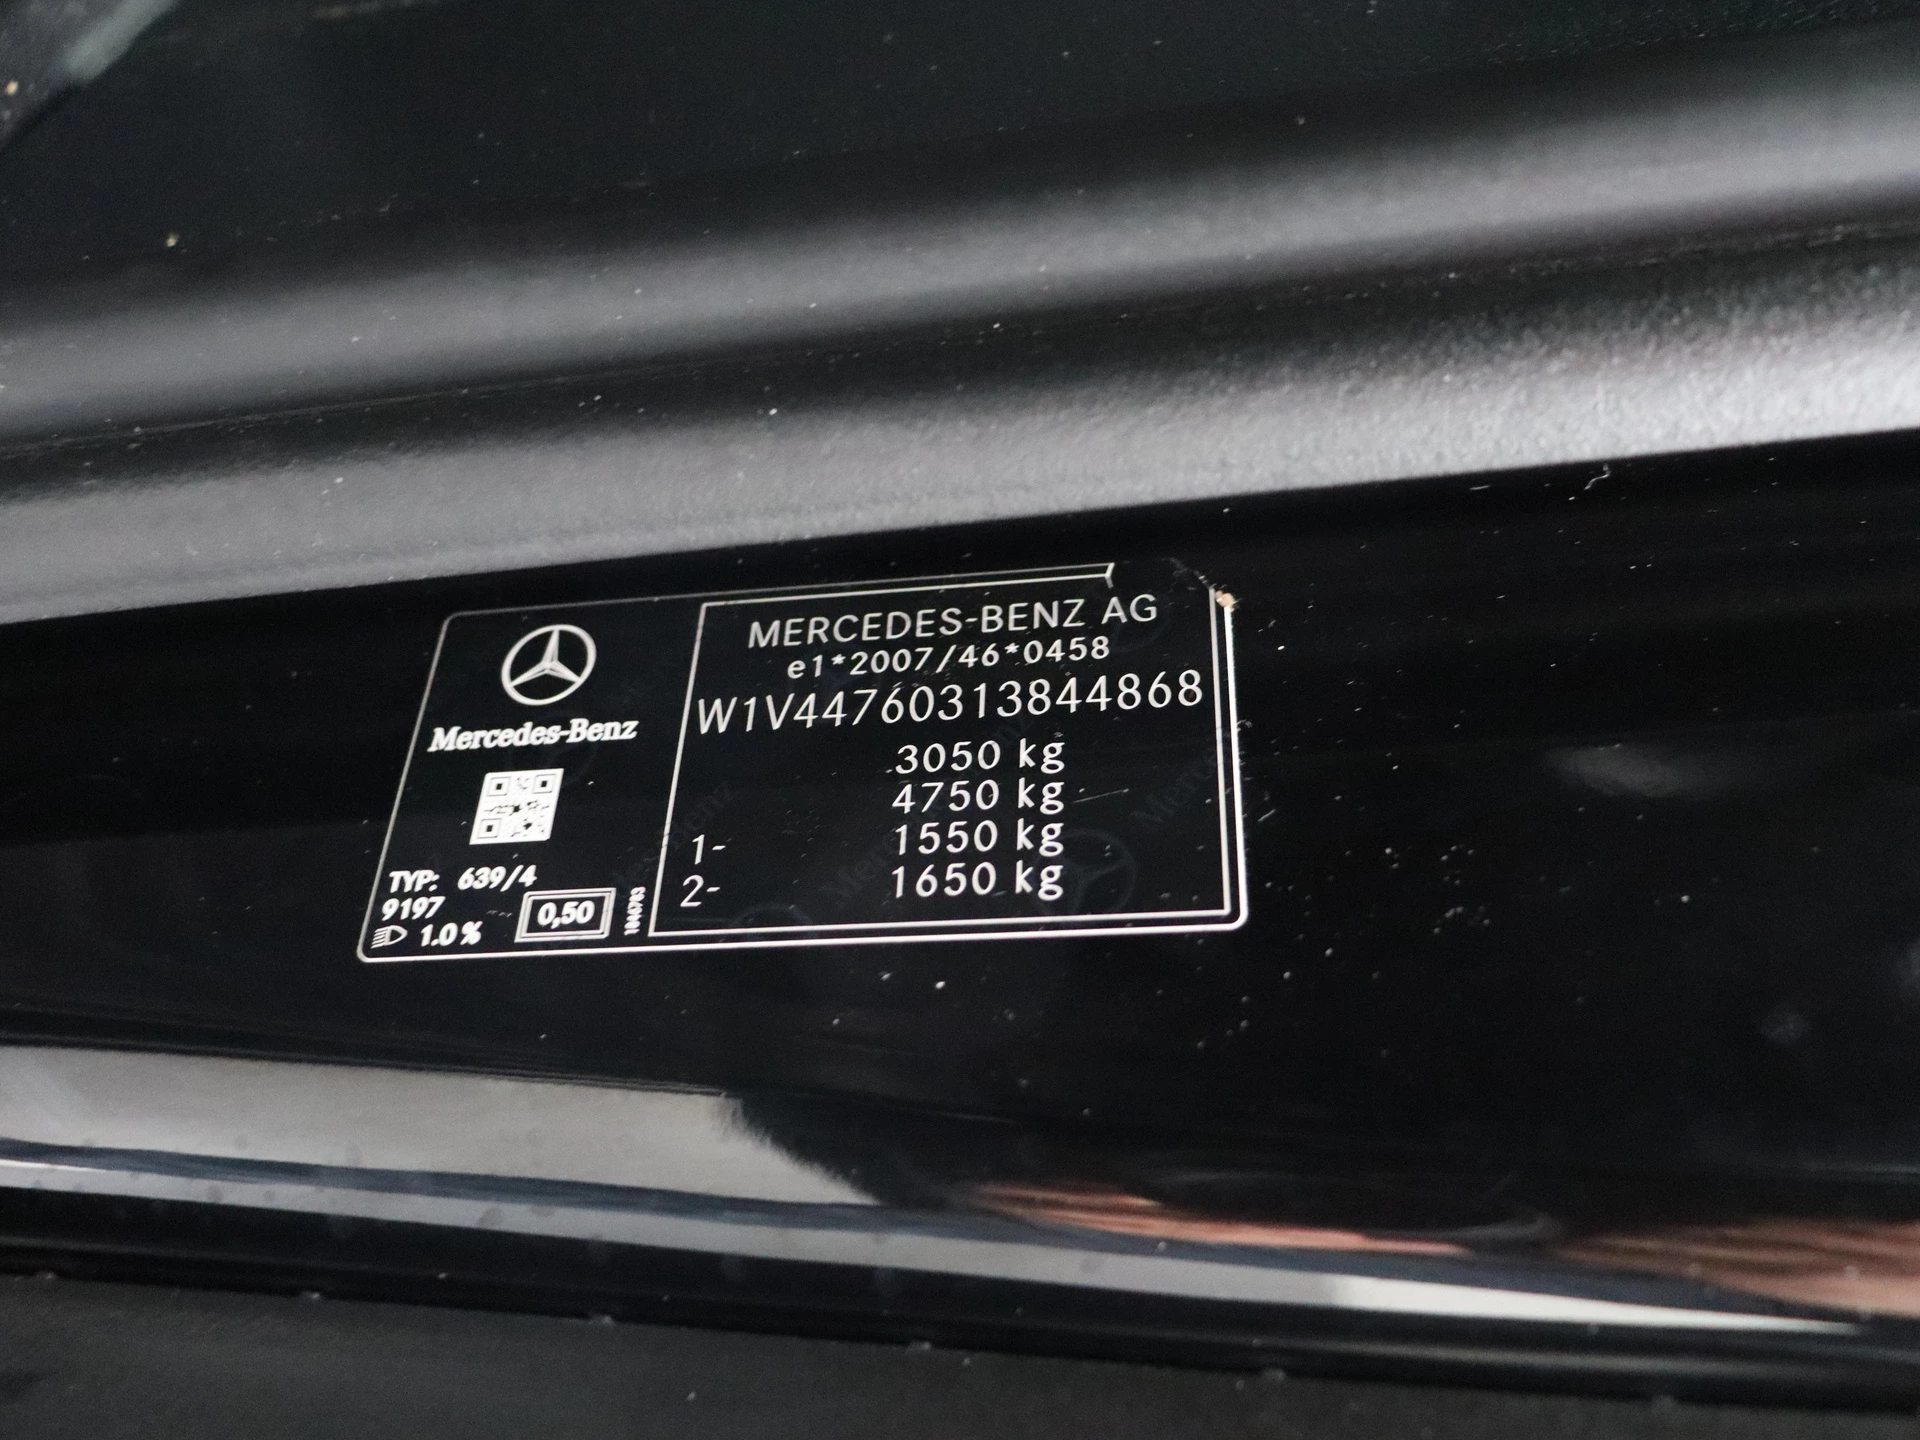 Mercedes-Benz
TYP: 639/4
9197
1.0 %
0,50
MERCEDES-BENZ AG
e1*2007/46*0458
W1V44760313844868
3050 kg
4750 kg
1- 1550 kg
2- 1650 kg